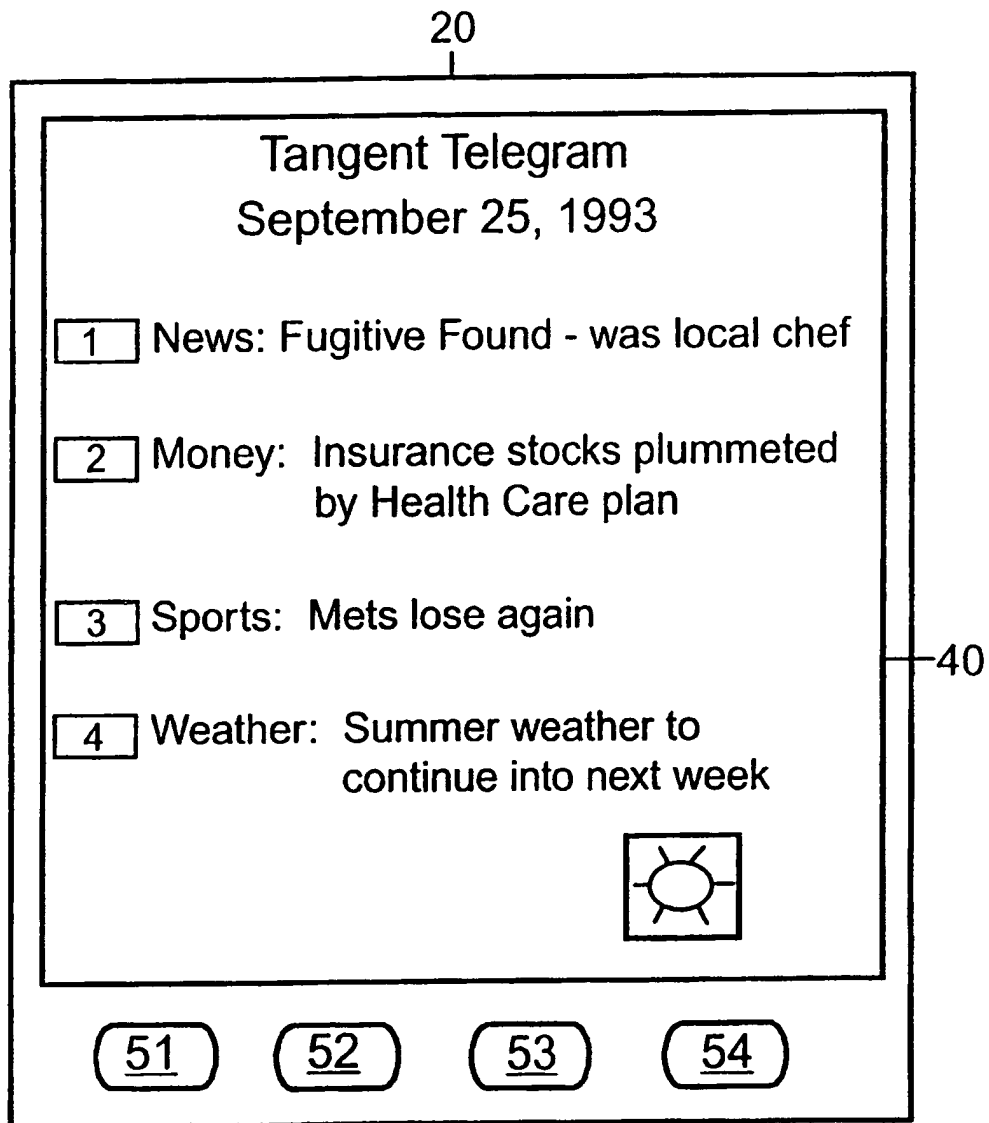 20
Tangent Telegram
September 25, 1993
1 News: Fugitive Found - was local chef
2 Money: Insurance stocks plummeted
by Health Care plan
3 Sports: Mets lose again
40
4 Weather: Summer weather to
continue into next week
51 52 53 54